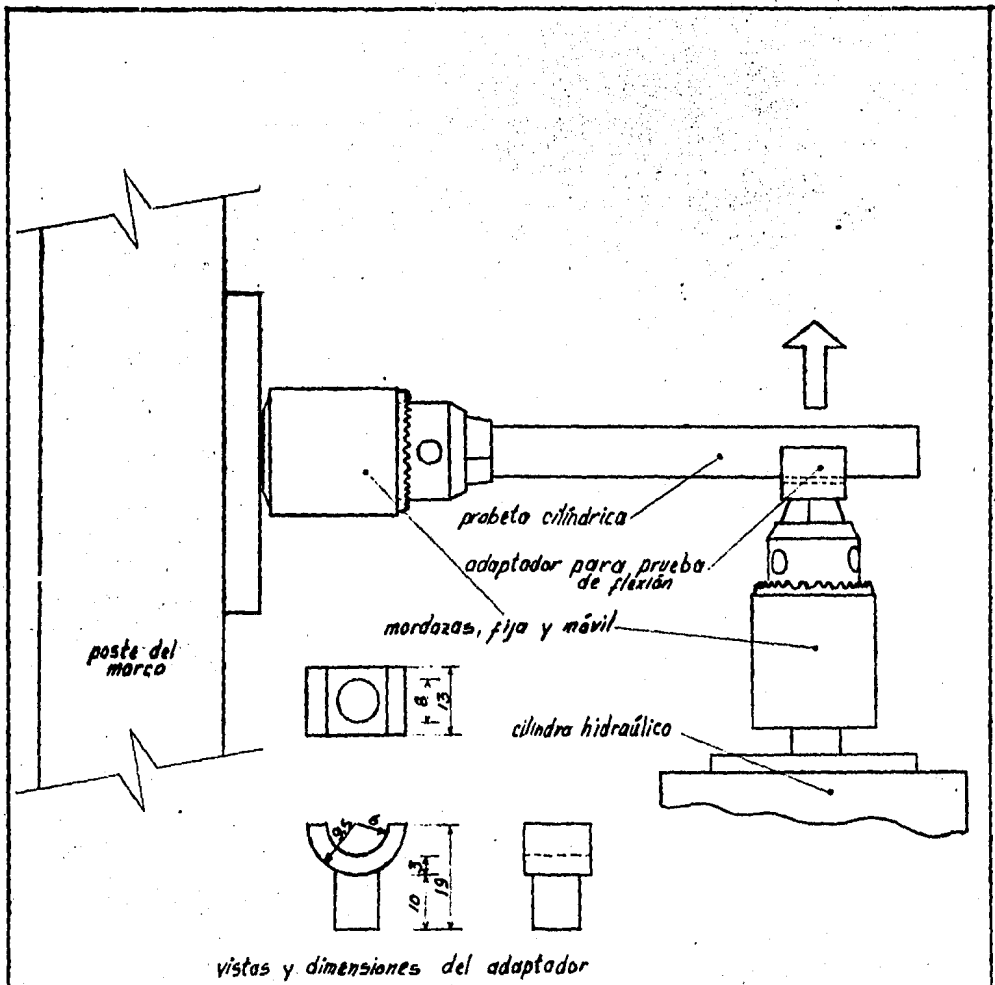 probeta cilíndrica
adaptador para prueba
de flexión
mordazas, fija y móvil
poste del
marco
cilindro hidraúlico
8
13
9.5
6
3
10
19
vistas y dimensiones del adaptador